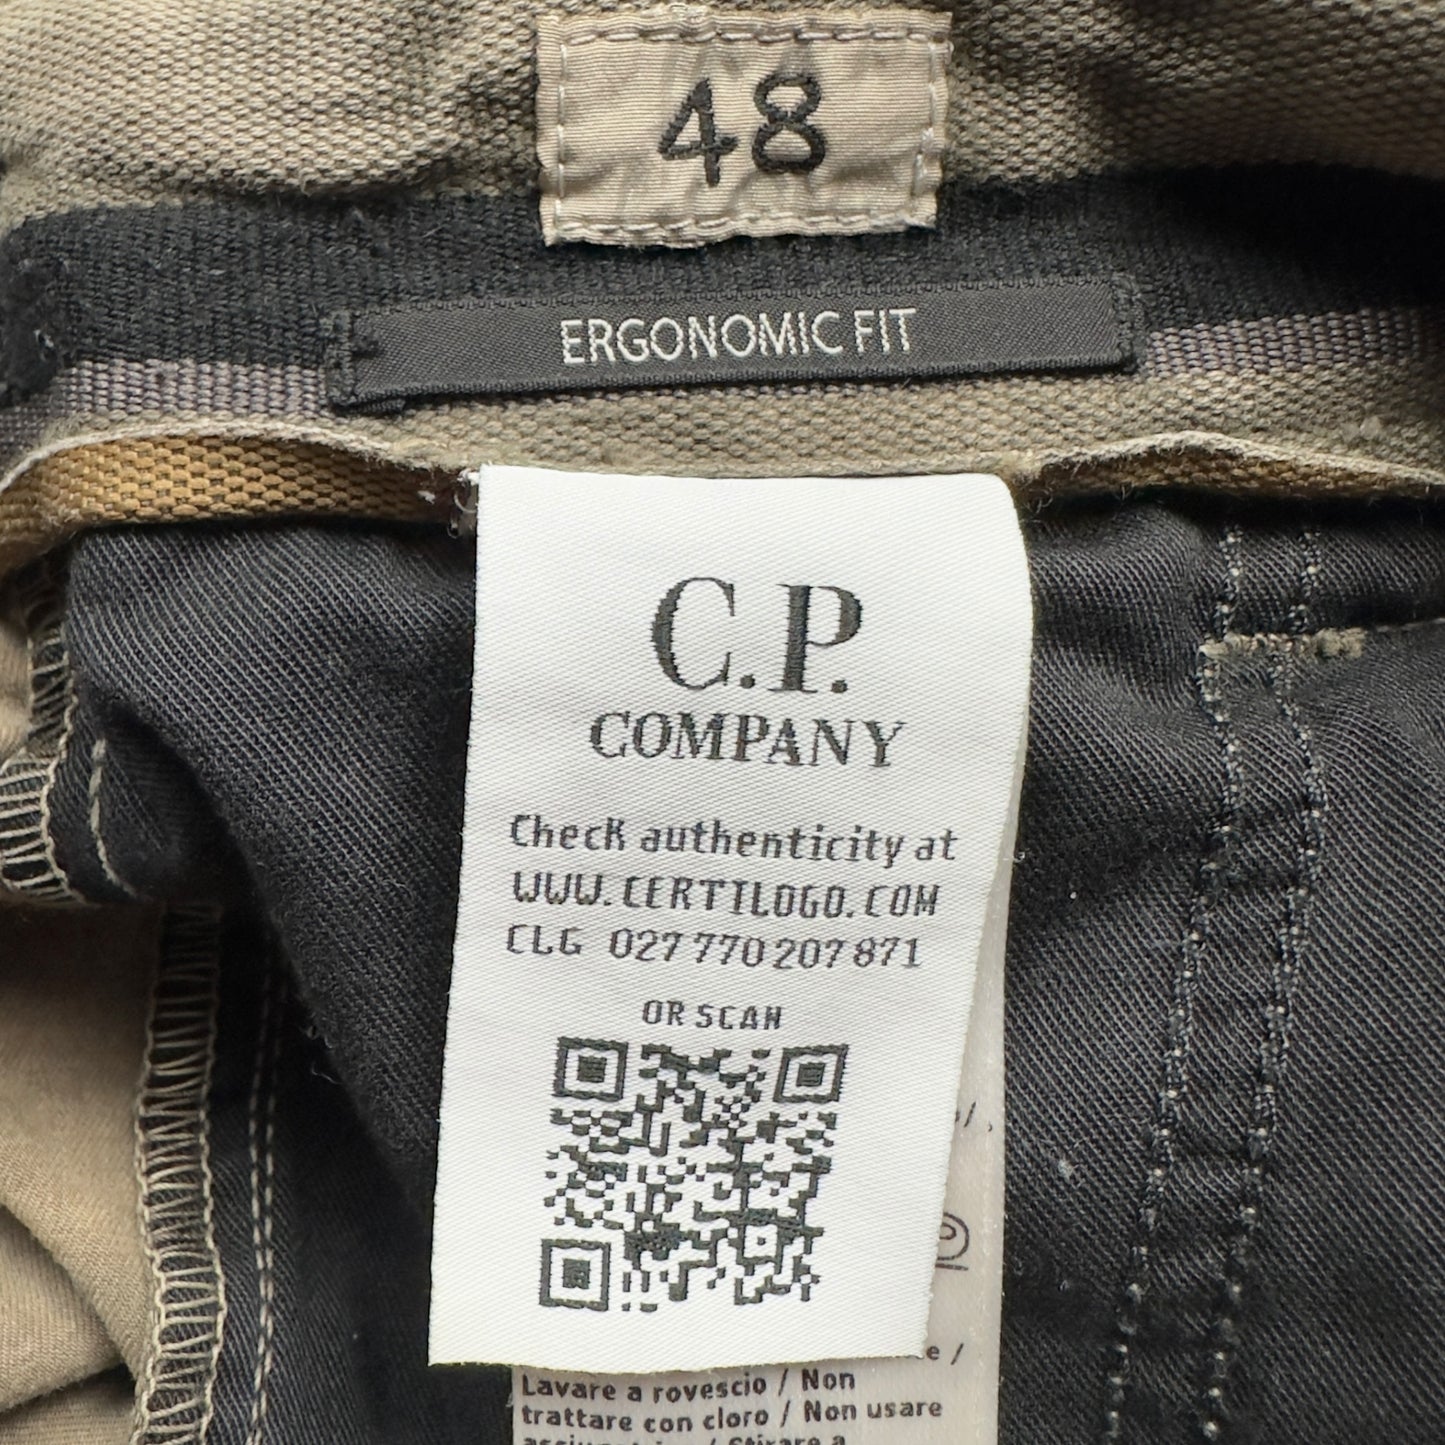 48
ERGONOMIC FIT
C.P.
COMPANY
Check authenticity at
WWW.CERTILOGO.COM
CLG 027 770 207 871
OR SCAN
Lavare a rovescio / Non
trattare con cloro / Non usare
/ Stirare a